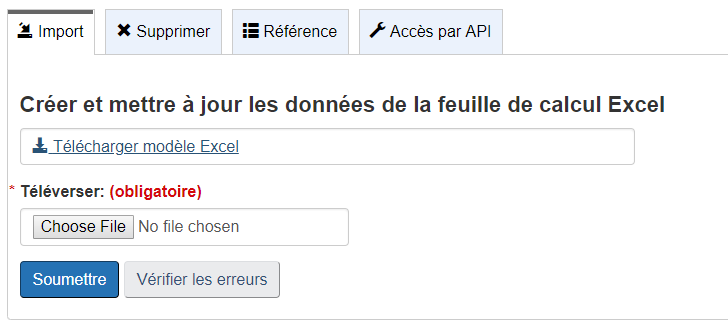 Import Supprimer Référence Accès par API
Créer et mettre à jour les données de la feuille de calcul Excel
Télécharger modèle Excel
* Téléverser: (obligatoire)
Choose File No file chosen
Soumettre Vérifier les erreurs